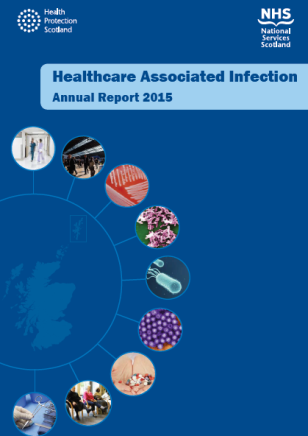 Health
Protection
Scotland
NHS
National
Services
Scotland
Healthcare Associated Infection
Annual Report 2015